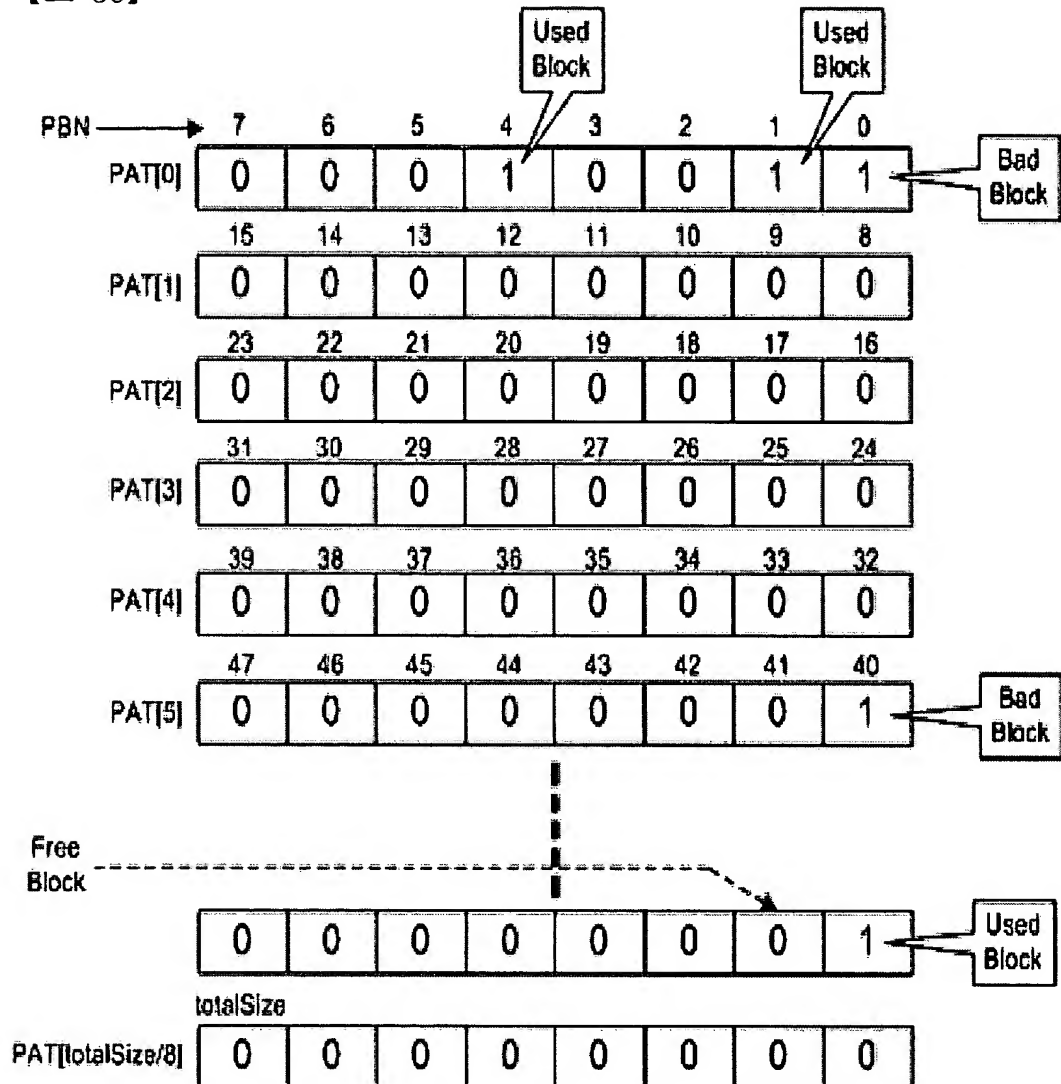 Used
Block
Used
Block
PBN 7 6 5 4 3 2 1 0
PAT[0] 0 0 0 1 0 0 1 1
Bad
Block
15 14 13 12 11 10 9 8
PAT[1] 0 0 0 0 0 0 0 0
23 22 21 20 19 18 17 16
PAT[2] 0 0 0 0 0 0 0 0
31 30 29 28 27 26 25 24
PAT[3] 0 0 0 0 0 0 0 0
39 38 37 36 35 34 33 32
PAT[4] 0 0 0 0 0 0 0 0
47 46 45 44 43 42 41 40
PAT[5] 0 0 0 0 0 0 0 1
Bad
Block
Free
Block
0 0 0 0 0 0 0 1
Used
Block
totalSize
PAT[totalSize/8] 0 0 0 0 0 0 0 0